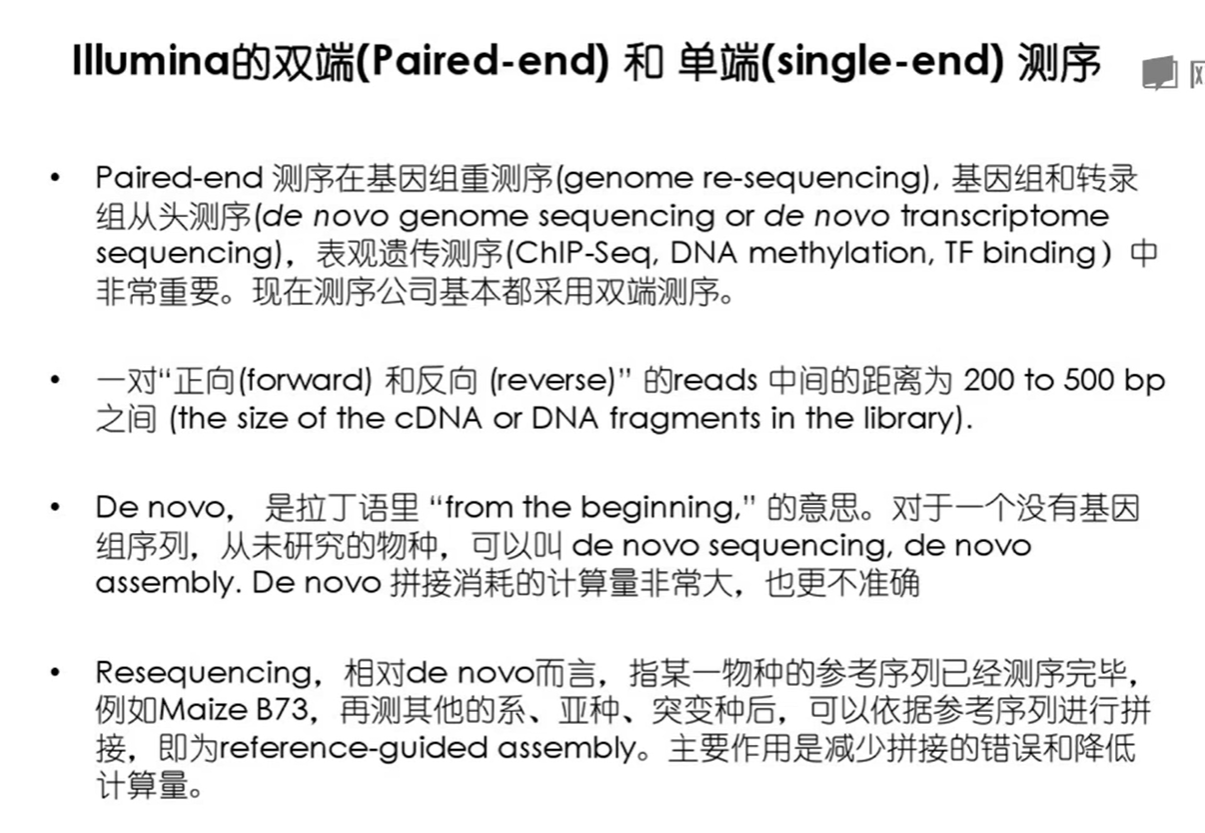 Illumina的双端(Paired-end) 和 单端(single-end) 测序
• Paired-end 测序在基因组重测序(genome re-sequencing), 基因组和转录
组从头测序(de novo genome sequencing or de novo transcriptome
sequencing)，表观遗传测序(ChIP-Seq, DNA methylation, TF binding）中
非常重要。现在测序公司基本都采用双端测序。
• 一对“正向(forward) 和反向 (reverse)” 的reads 中间的距离为 200 to 500 bp
之间 (the size of the cDNA or DNA fragments in the library).
• De novo， 是拉丁语里 “from the beginning,” 的意思。对于一个没有基因
组序列，从未研究的物种，可以叫 de novo sequencing, de novo
assembly. De novo 拼接消耗的计算量非常大，也更不准确
• Resequencing，相对de novo而言，指某一物种的参考序列已经测序完毕，
例如Maize B73，再测其他的系、亚种、突变种后，可以依据参考序列进行拼
接，即为reference-guided assembly。主要作用是减少拼接的错误和降低
计算量。